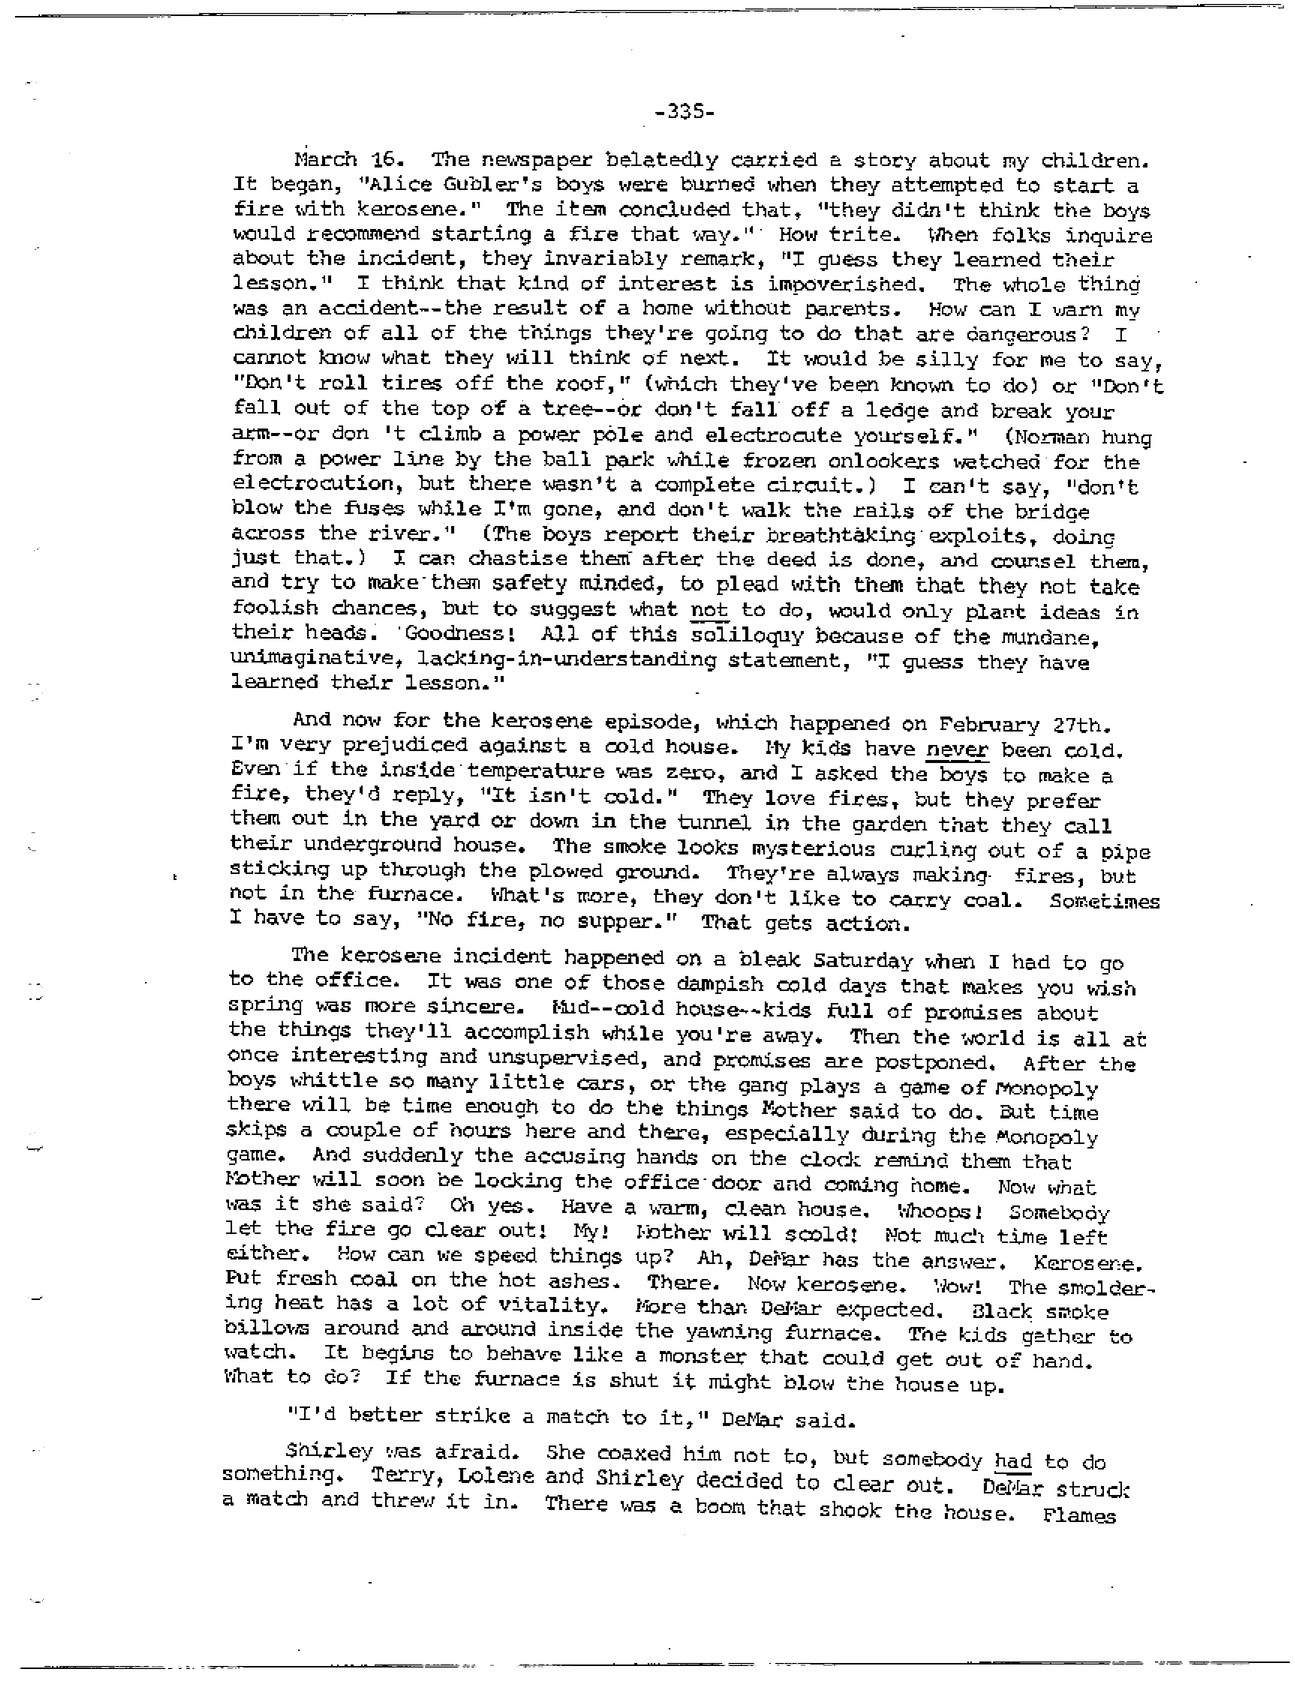 -335-
March 16. The newspaper belatedly carried a story about my children.
It began, "Alice Gubler's boys were burned when they attempted to start a
fire with kerosene." The item concluded that, "they didn't think the boys
would recommend starting a fire that way." How trite. When folks inquire
about the incident, they invariably remark, "I guess they learned their
lesson." I think that kind of interest is impoverished. The whole thing
was an accident--the result of a home without parents. How can I warn my
children of all of the things they're going to do that are dangerous? I
cannot know what they will think of next. It would be silly for me to say,
"Don't roll tires off the roof," (which they've been known to do) or "Don't
fall out of the top of a tree--or don't fall off a ledge and break your
arm--or don 't climb a power pole and electrocute yourself." (Norman hung
from a power line by the ball park while frozen onlookers watched for the
electrocution, but there wasn't a complete circuit.) I can't say, "don't
blow the fuses while I'm gone, and don't walk the rails of the bridge
across the river." (The boys report their breathtaking exploits, doing
just that.) I can chastise them after the deed is done, and counsel them,
and try to make them safety minded, to plead with them that they not take
foolish chances, but to suggest what not to do, would only plant ideas in
their heads. Goodness! All of this soliloquy because of the mundane,
unimaginative, lacking-in-understanding statement, "I guess they have
learned their lesson."
And now for the kerosene episode, which happened on February 27th.
I'm very prejudiced against a cold house. My kids have never been cold.
Even if the inside temperature was zero, and I asked the boys to make a
fire, they'd reply, "It isn't cold." They love fires, but they prefer
them out in the yard or down in the tunnel in the garden that they call
their underground house. The smoke looks mysterious curling out of a pipe
sticking up through the plowed ground. They're always making fires, but
not in the furnace. What's more, they don't like to carry coal. Sometimes
I have to say, "No fire, no supper." That gets action.
The kerosene incident happened on a bleak Saturday when I had to go
to the office. It was one of those dampish cold days that makes you wish
spring was more sincere. Mud--cold house--kids full of promises about
the things they'll accomplish while you're away. Then the world is all at
once interesting and unsupervised, and promises are postponed. After the
boys whittle so many little cars, or the gang plays a game of Monopoly
there will be time enough to do the things Mother said to do. But time
skips a couple of hours here and there, especially during the Monopoly
game. And suddenly the accusing hands on the clock remind them that
Mother will soon be locking the office door and coming home. Now what
was it she said? Oh yes. Have a warm, clean house. Whoops! Somebody
let the fire go clear out! My! Mother will scold! Not much time left
either. How can we speed things up? Ah, DeMar has the answer. Kerosene.
Put fresh coal on the hot ashes. There. Now kerosene. Wow! The smolder-
ing heat has a lot of vitality. More than DeMar expected. Black smoke
billows around and around inside the yawning furnace. The kids gather to
watch. It begins to behave like a monster that could get out of hand.
What to do? If the furnace is shut it might blow the house up.
"I'd better strike a match to it," DeMar said.
Shirley was afraid. She coaxed him not to, but somebody had to do
something. Terry, Lolene and Shirley decided to clear out. DeMar struck
a match and threw it in. There was a boom that shook the house. Flames